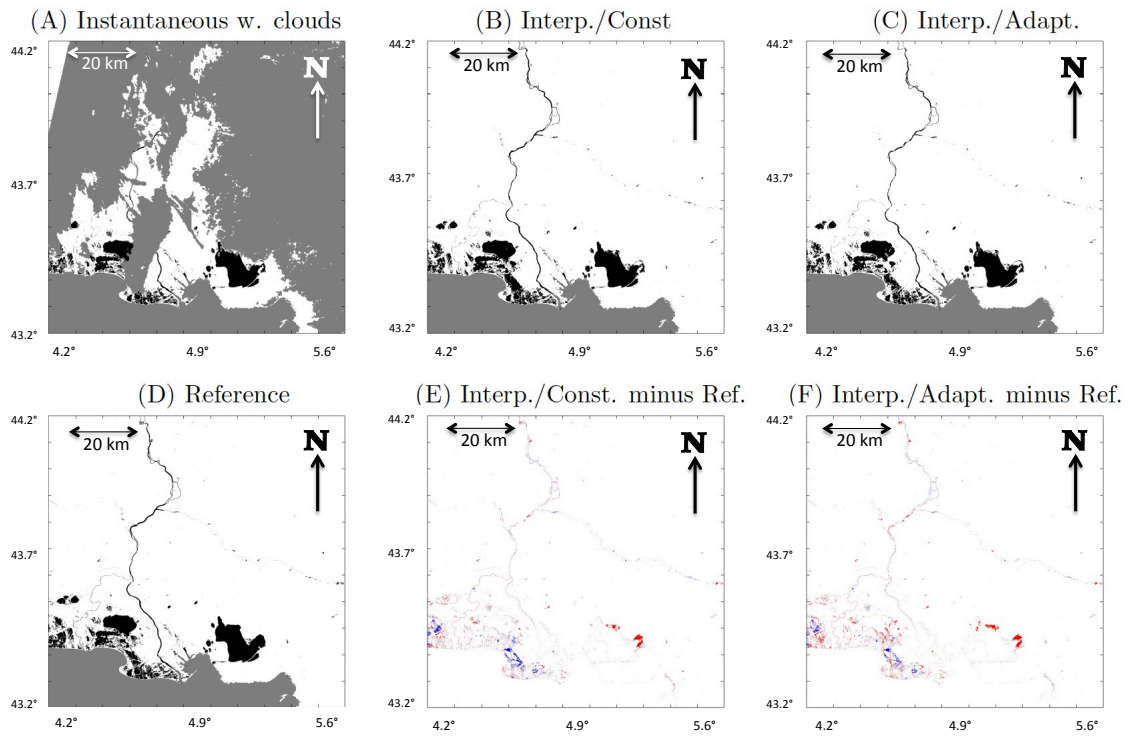 (A) Instantaneous w. clouds
(B) Interp./Const
(C) Interp./Adapt.
44.2°
43.7°
43.2°
20 km
N
4.2°
4.9°
5.6°
44.2°
43.7°
43.2°
20 km
N
4.2°
4.9°
5.6°
44.2°
43.7°
43.2°
20 km
N
4.2°
4.9°
5.6°
(D) Reference
(E) Interp./Const. minus Ref.
(F) Interp./Adapt. minus Ref.
44.2°
43.7°
43.2°
20 km
N
4.2°
4.9°
5.6°
44.2°
43.7°
43.2°
20 km
N
4.2°
4.9°
5.6°
44.2°
43.7°
43.2°
20 km
N
4.2°
4.9°
5.6°